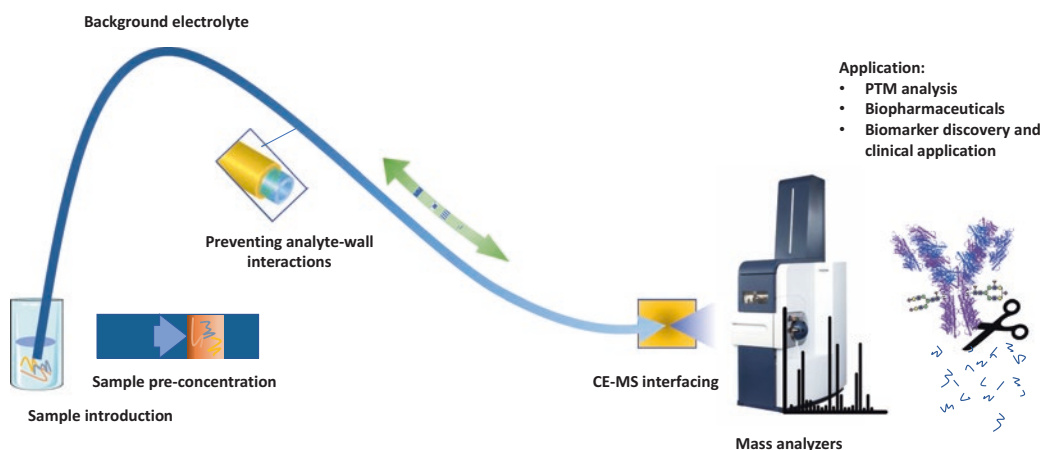 Background electrolyte
Application:
• PTM analysis
• Biopharmaceuticals
• Biomarker discovery and
clinical application
Preventing analyte-wall
interactions
Sample pre-concentration
CE-MS interfacing
Sample introduction
Mass analyzers